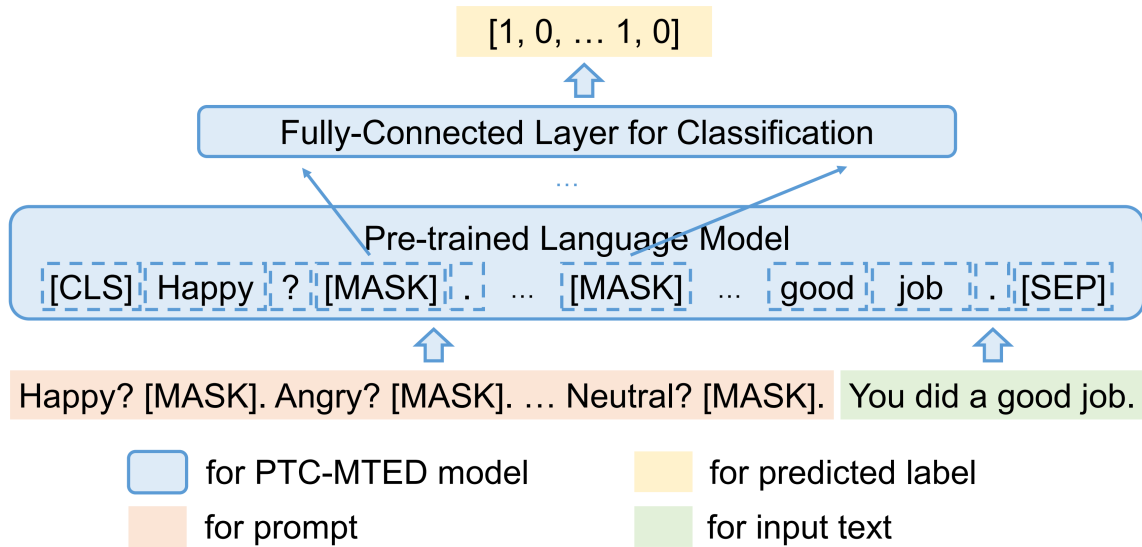 [1, 0, … 1, 0]
Fully-Connected Layer for Classification
…
Pre-trained Language Model
[CLS] Happy ? [MASK] . … [MASK] … good job . [SEP]
Happy? [MASK]. Angry? [MASK]. … Neutral? [MASK]. You did a good job.
for PTC-MTED model for predicted label
for prompt for input text